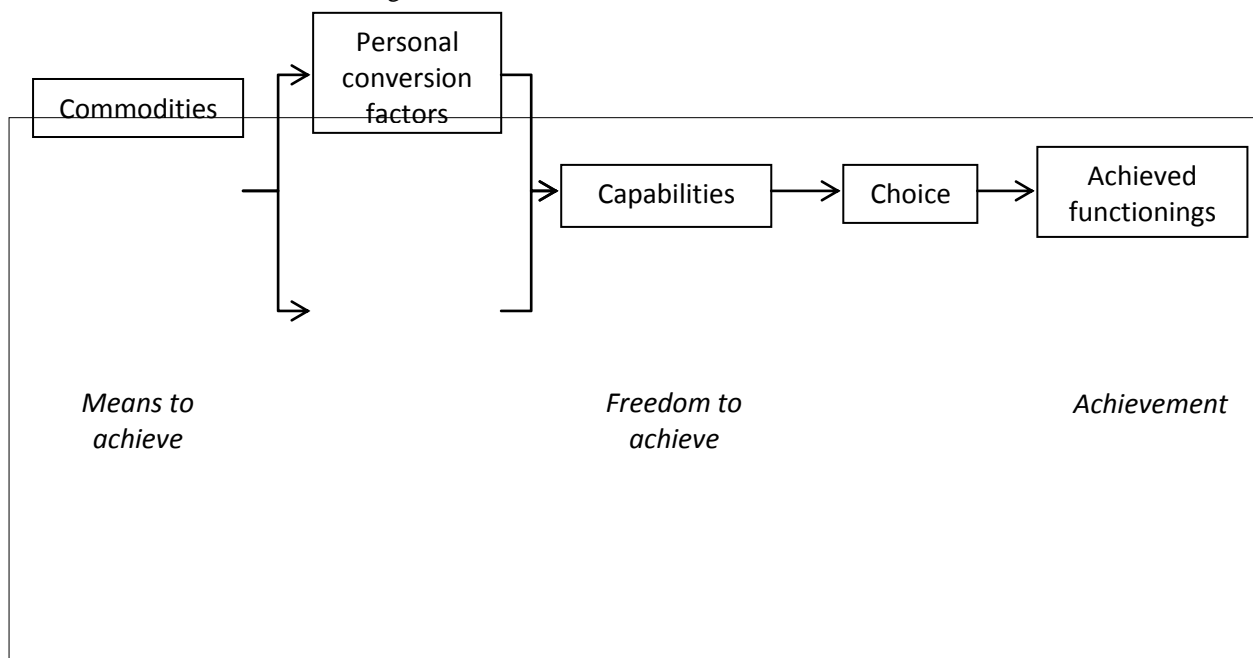 Personal
conversion
factors
Commodities
Capabilities
Choice
Achieved
functionings
Means to
achieve
Freedom to
achieve
Achievement